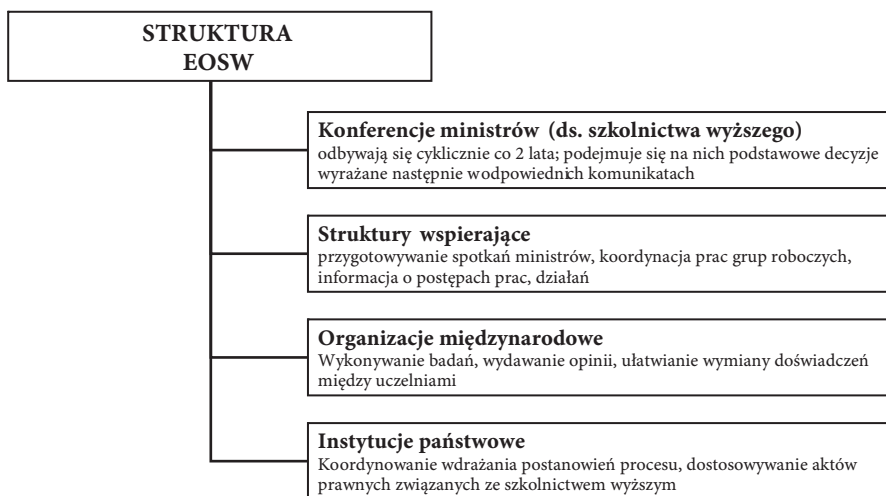 STRUKTURA
EOSW
Konferencje ministrów (ds. szkolnictwa wyższego)
odbywają się cyklicznie co 2 lata; podejmuje się na nich podstawowe decyzje
wyrażane następnie w odpowiednich komunikatach
Struktury wspierające
przygotowywanie spotkań ministrów, koordynacja prac grup roboczych,
informacja o postępach prac, działań
Organizacje międzynarodowe
Wykonywanie badań, wydawanie opinii, ułatwianie wymiany doświadczeń
między uczelniami
Instytucje państwowe
Koordynowanie wdrażania postanowień procesu, dostosowywanie aktów
prawnych związanych ze szkolnictwem wyższym